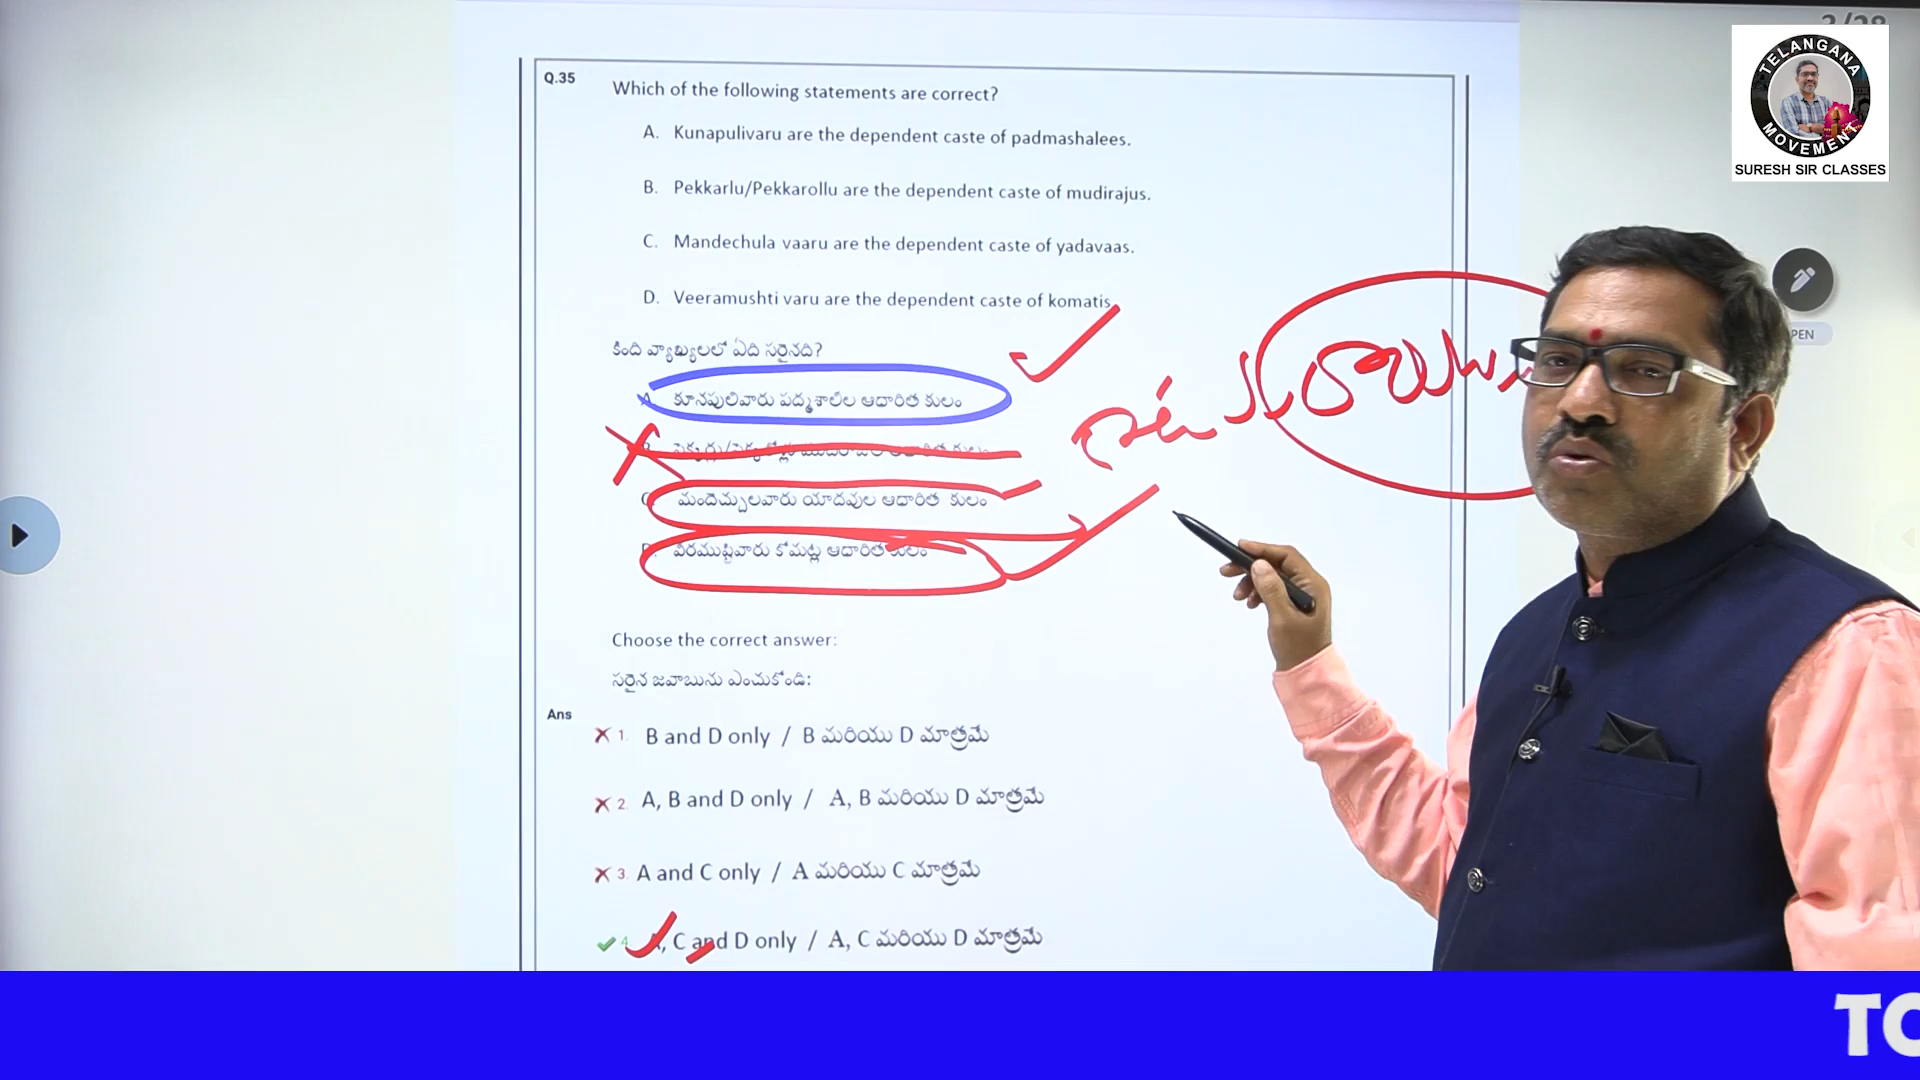 3/28
TELANGANA
MOVEMENT
SURESH SIR CLASSES
Q.35
Which of the following statements are correct?
A. Kunapulivaru are the dependent caste of padmashalees.
B. Pekkarlu/Pekkarollu are the dependent caste of mudirajus.
C. Mandechula vaaru are the dependent caste of yadavaas.
D. Veeramushti varu are the dependent caste of komatis.
PEN
కింది వ్యాఖ్యలలో ఏది సరైనది?
A. కూనపులివారు పద్మశాలీల ఆధారిత కులం
C. మందెచ్చులవారు యాదవుల ఆధారిత కులం
D. వీరముష్టివారు కోమట్ల ఆధారిత కులం
Choose the correct answer:
సరైన జవాబును ఎంచుకోండి:
Ans
1. B and D only / B మరియు D మాత్రమే
2. A, B and D only / A, B మరియు D మాత్రమే
3. A and C only / A మరియు C మాత్రమే
4. A, C and D only / A, C మరియు D మాత్రమే